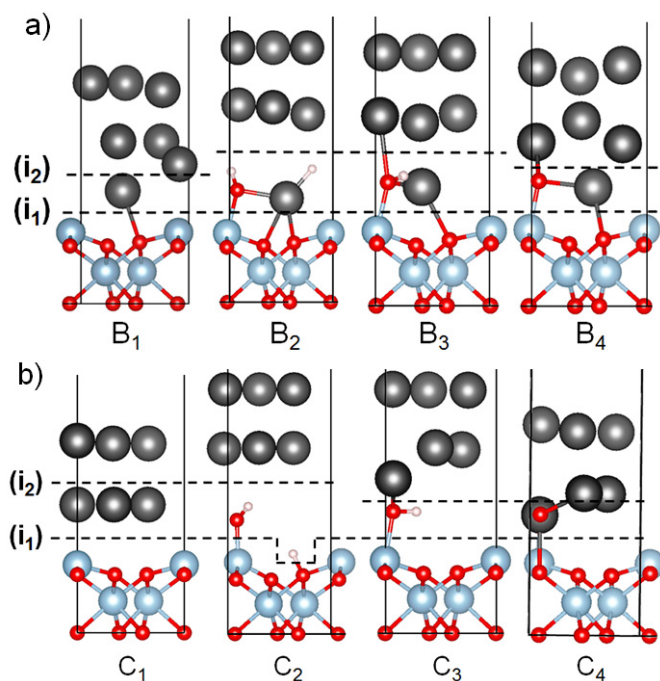 a)
(i₂)
(i₁)
B₁ B₂ B₃ B₄
b)
(i₂)
(i₁)
C₁ C₂ C₃ C₄